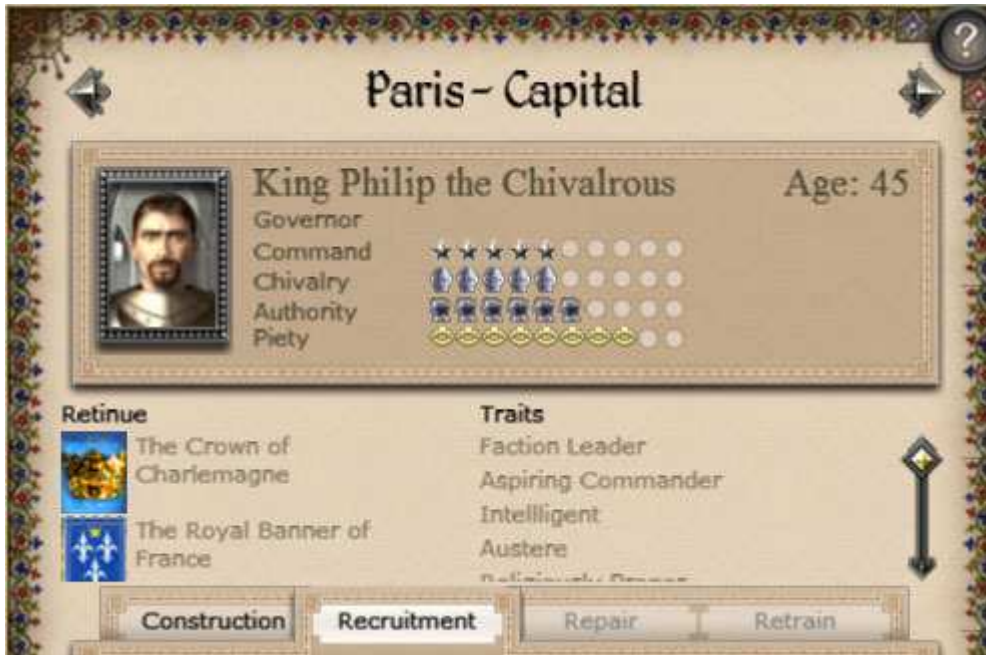 ?
Paris - Capital
King Philip the Chivalrous Age: 45
Governor
Command
Chivalry
Authority
Piety
Retinue
The Crown of
Charlemagne
The Royal Banner of
France
Traits
Faction Leader
Aspiring Commander
Intellligent
Austere
Construction Recruitment Repair Retrain